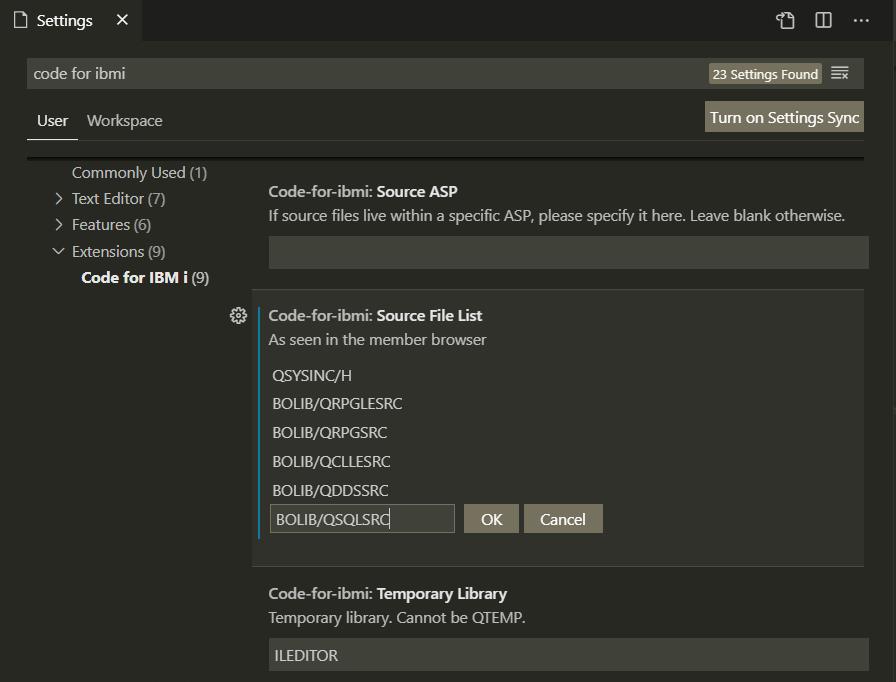 Settings
code for ibmi
23 Settings Found
User Workspace
Turn on Settings Sync
Commonly Used (1)
Text Editor (7)
Features (6)
Extensions (9)
Code for IBM i (9)
Code-for-ibmi: Source ASP
If source files live within a specific ASP, please specify it here. Leave blank otherwise.
Code-for-ibmi: Source File List
As seen in the member browser
QSYSINC/H
BOLIB/QRPGLESRC
BOLIB/QRPGSRC
BOLIB/QCLLESRC
BOLIB/QDDSSRC
BOLIB/QSQLSRC
OK
Cancel
Code-for-ibmi: Temporary Library
Temporary library. Cannot be QTEMP.
ILEDITOR